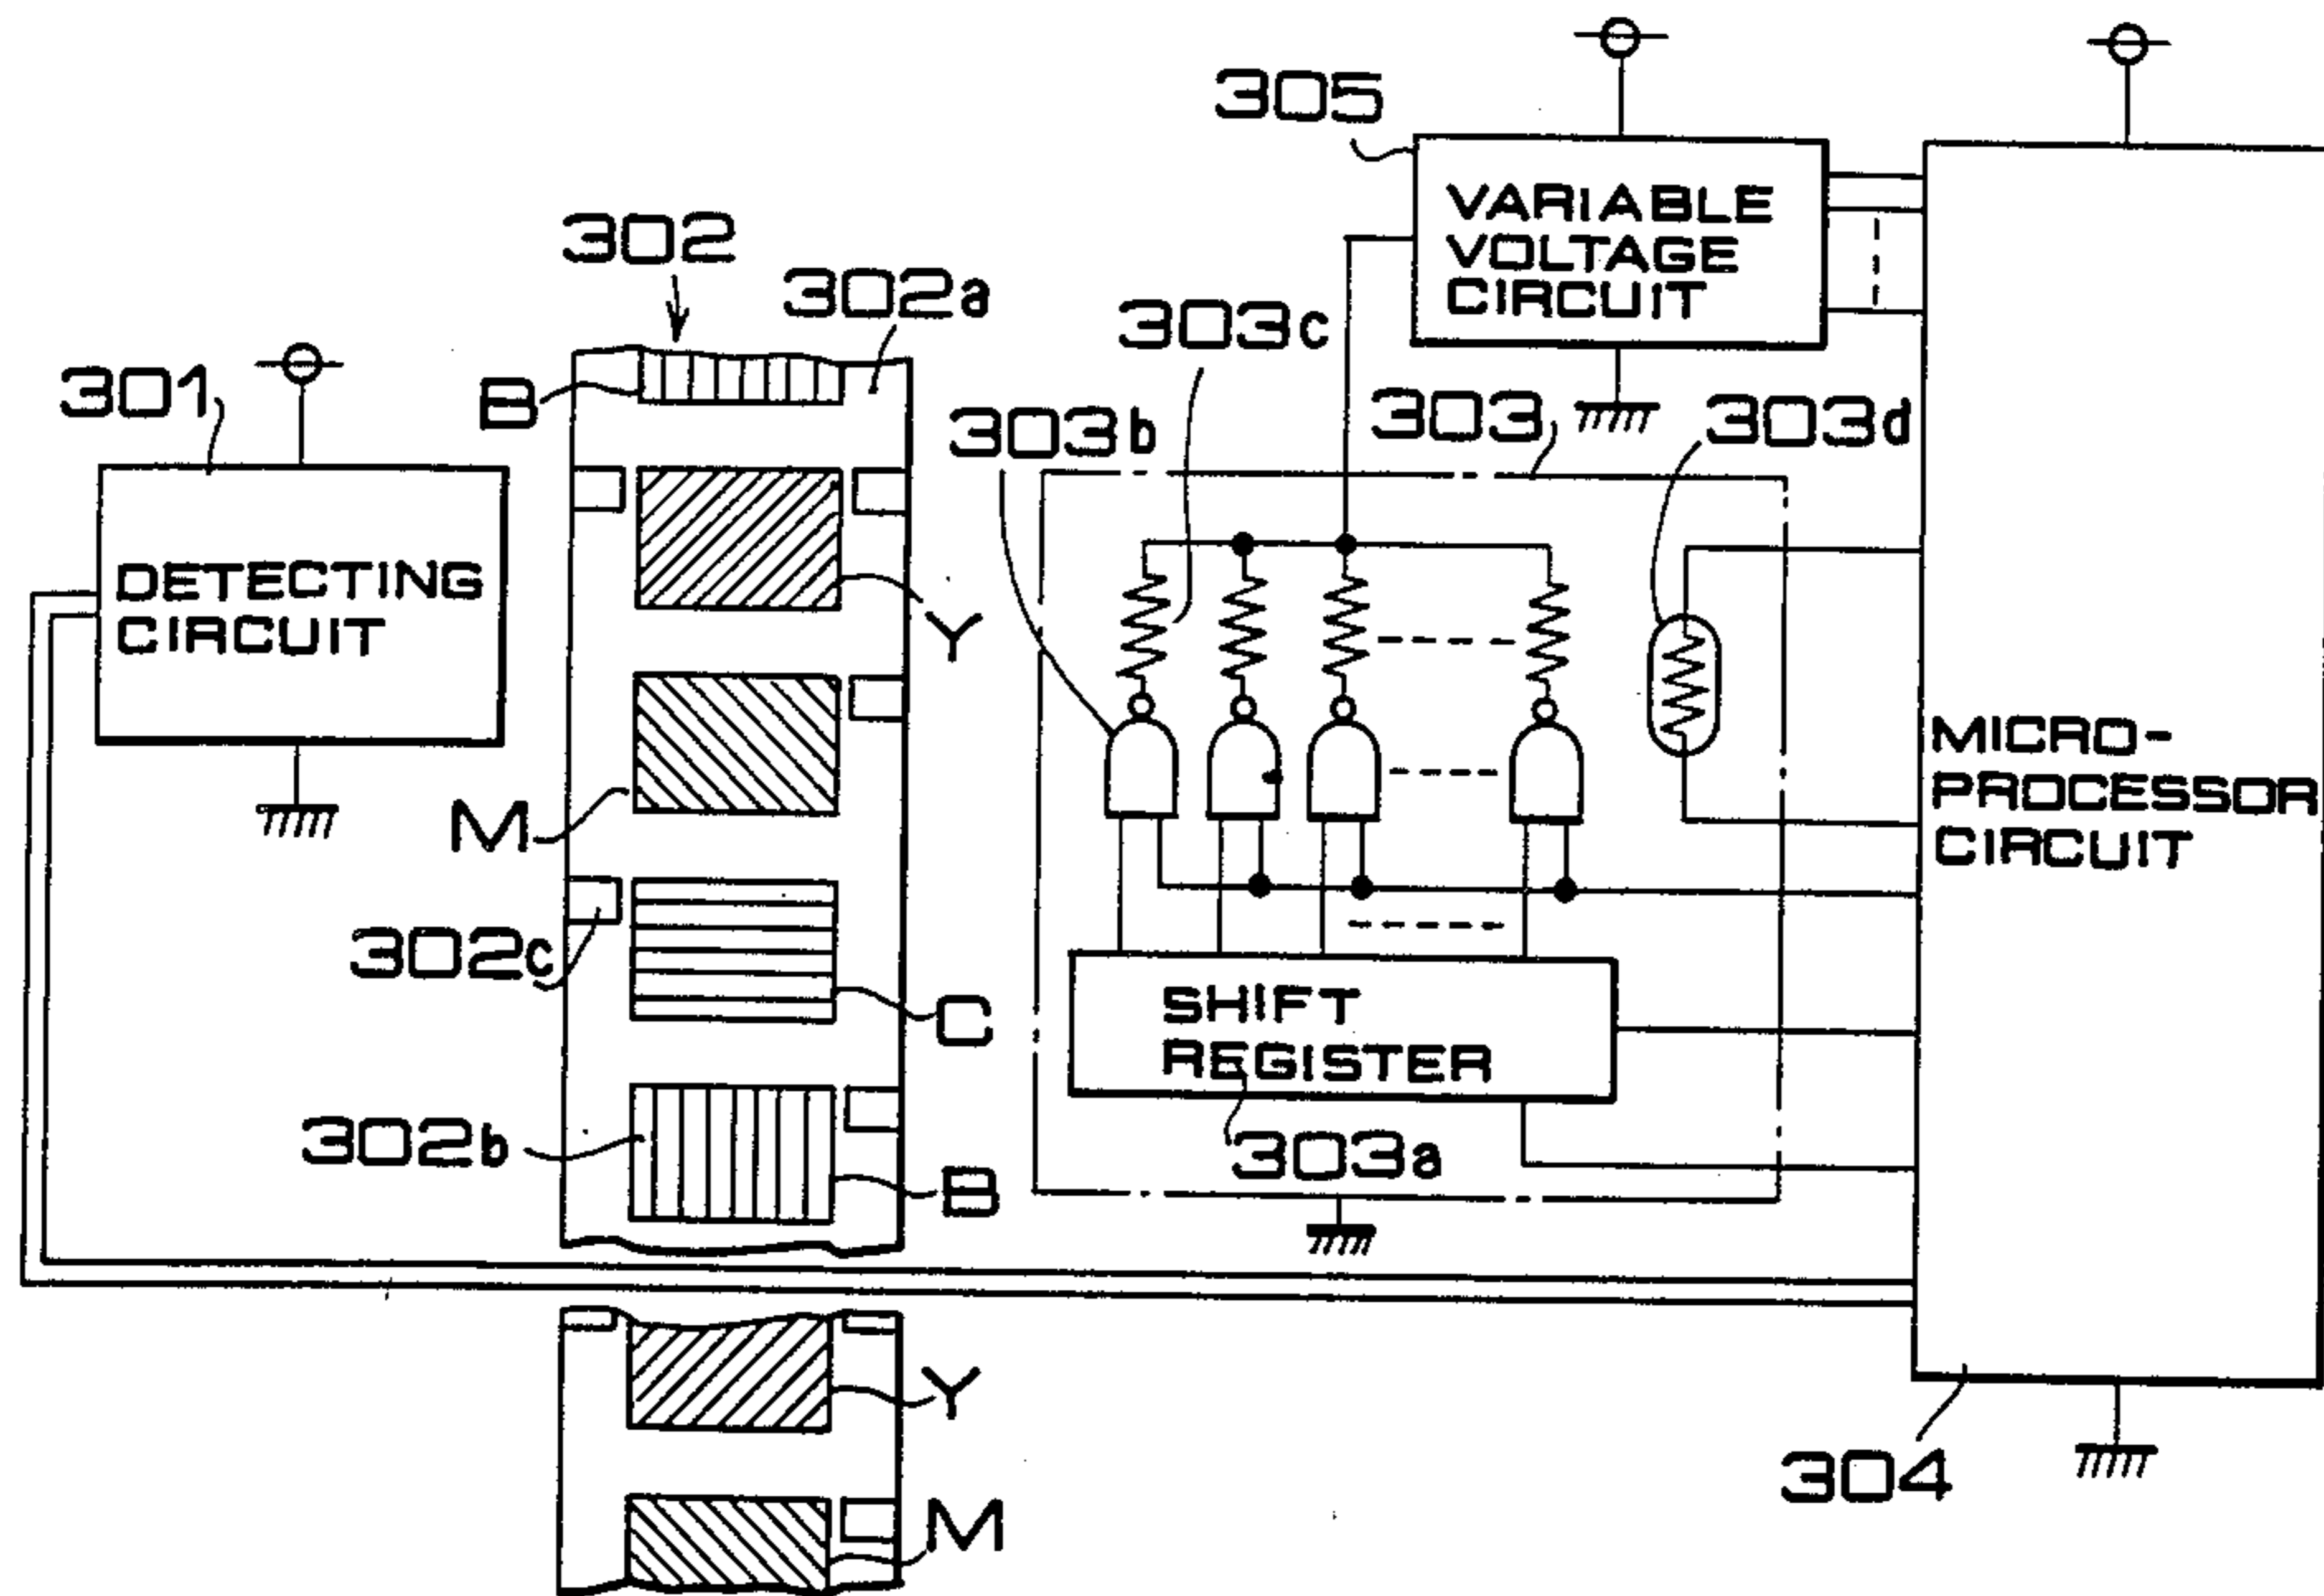 305
VARIABLE
VOLTAGE
CIRCUIT
302
302a
303c
301
B
303b
303
303d
DETECTING
CIRCUIT
Y
M
MICRO-
PROCESSOR
CIRCUIT
302c
C
SHIFT
REGISTER
302b
303a
B
Y
304
M